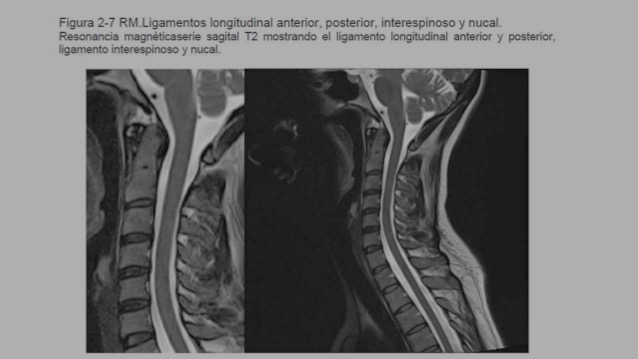 Figura 2-7 RM.Ligamentos longitudinal anterior, posterior, interespinoso y nucal.
Resonancia magnéticaserie sagital T2 mostrando el ligamento longitudinal anterior y posterior,
ligamento interespinoso y nucal.